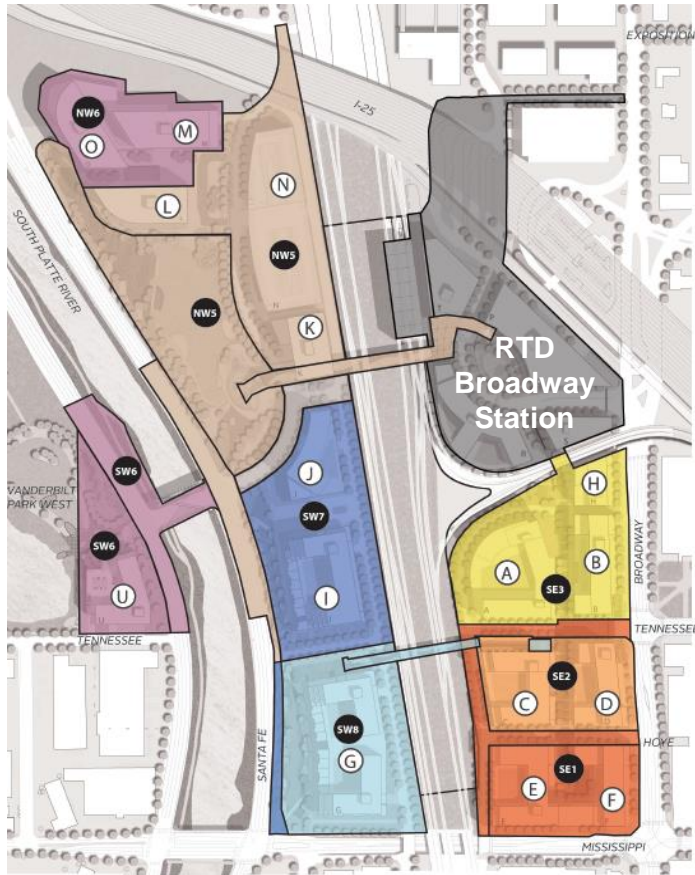 EXPOSITION
I-25
NW6
M
O
N
L
SOUTH PLATTE RIVER
NW5
NW5
K
RTD
Broadway
Station
SW6
J
H
VANDERBILT
PARK WEST
SW7
BROADWAY
SW6
A
B
SE3
U
I
TENNESSEE
TENNESSEE
SE2
C
D
SW8
SANTA FE
G
HOYE
SE1
E
F
MISSISSIPPI